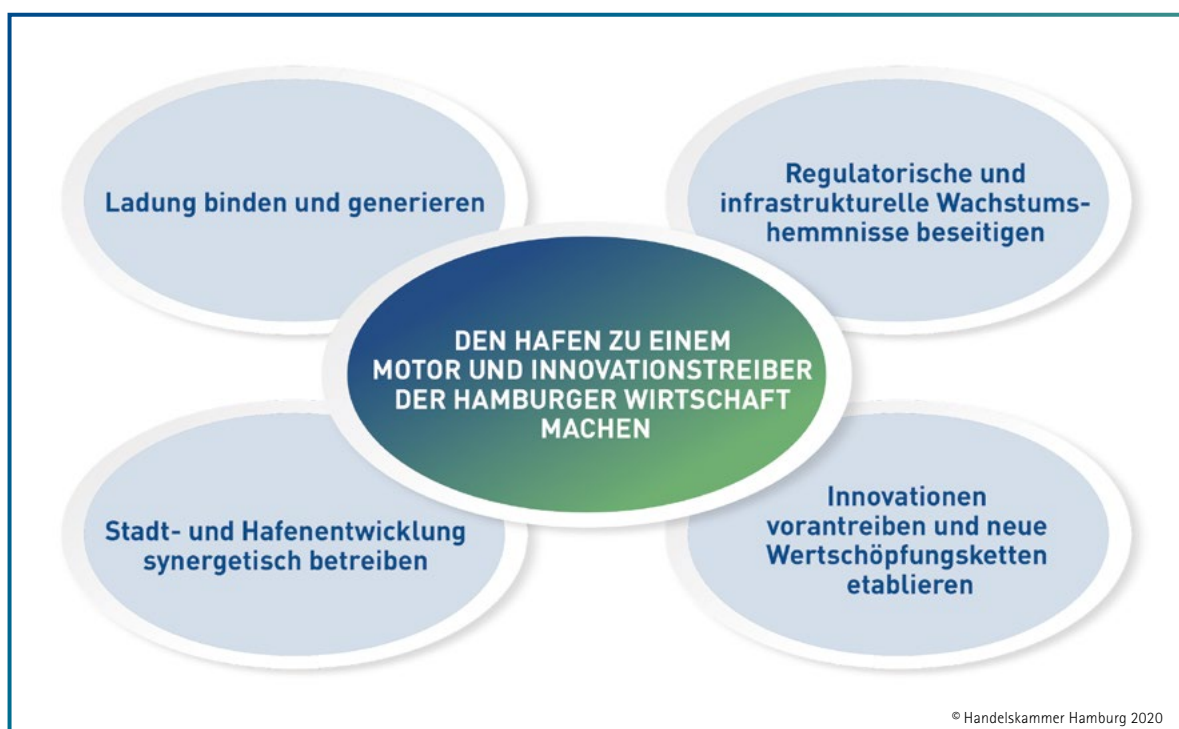 Ladung binden und generieren
Regulatorische und
infrastrukturelle Wachstums-
hemmnisse beseitigen
DEN HAFEN ZU EINEM
MOTOR UND INNOVATIONSTREIBER
DER HAMBURGER WIRTSCHAFT
MACHEN
Stadt- und Hafenentwicklung
synergetisch betreiben
Innovationen
vorantreiben und neue
Wertschöpfungsketten
etablieren
© Handelskammer Hamburg 2020